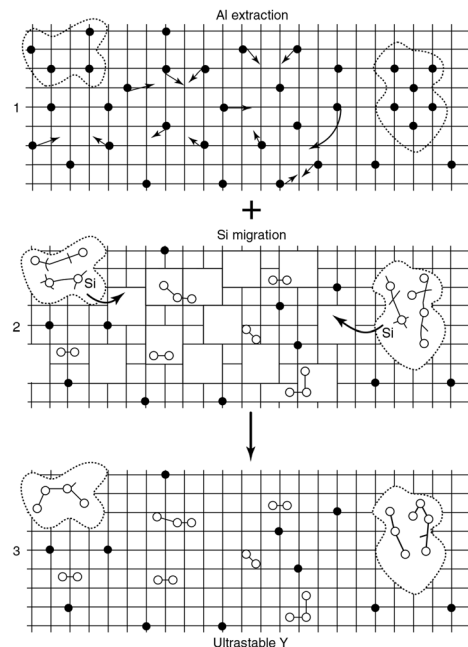 Al extraction
1
+
Si migration
Si
2
Si
3
Ultrastable Y